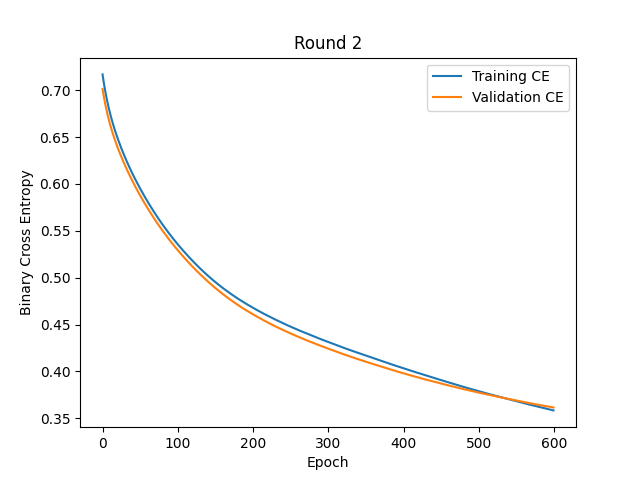 Round 2
Training CE
Validation CE
Binary Cross Entropy
0.70
0.65
0.60
0.55
0.50
0.45
0.40
0.35
0 100 200 300 400 500 600
Epoch